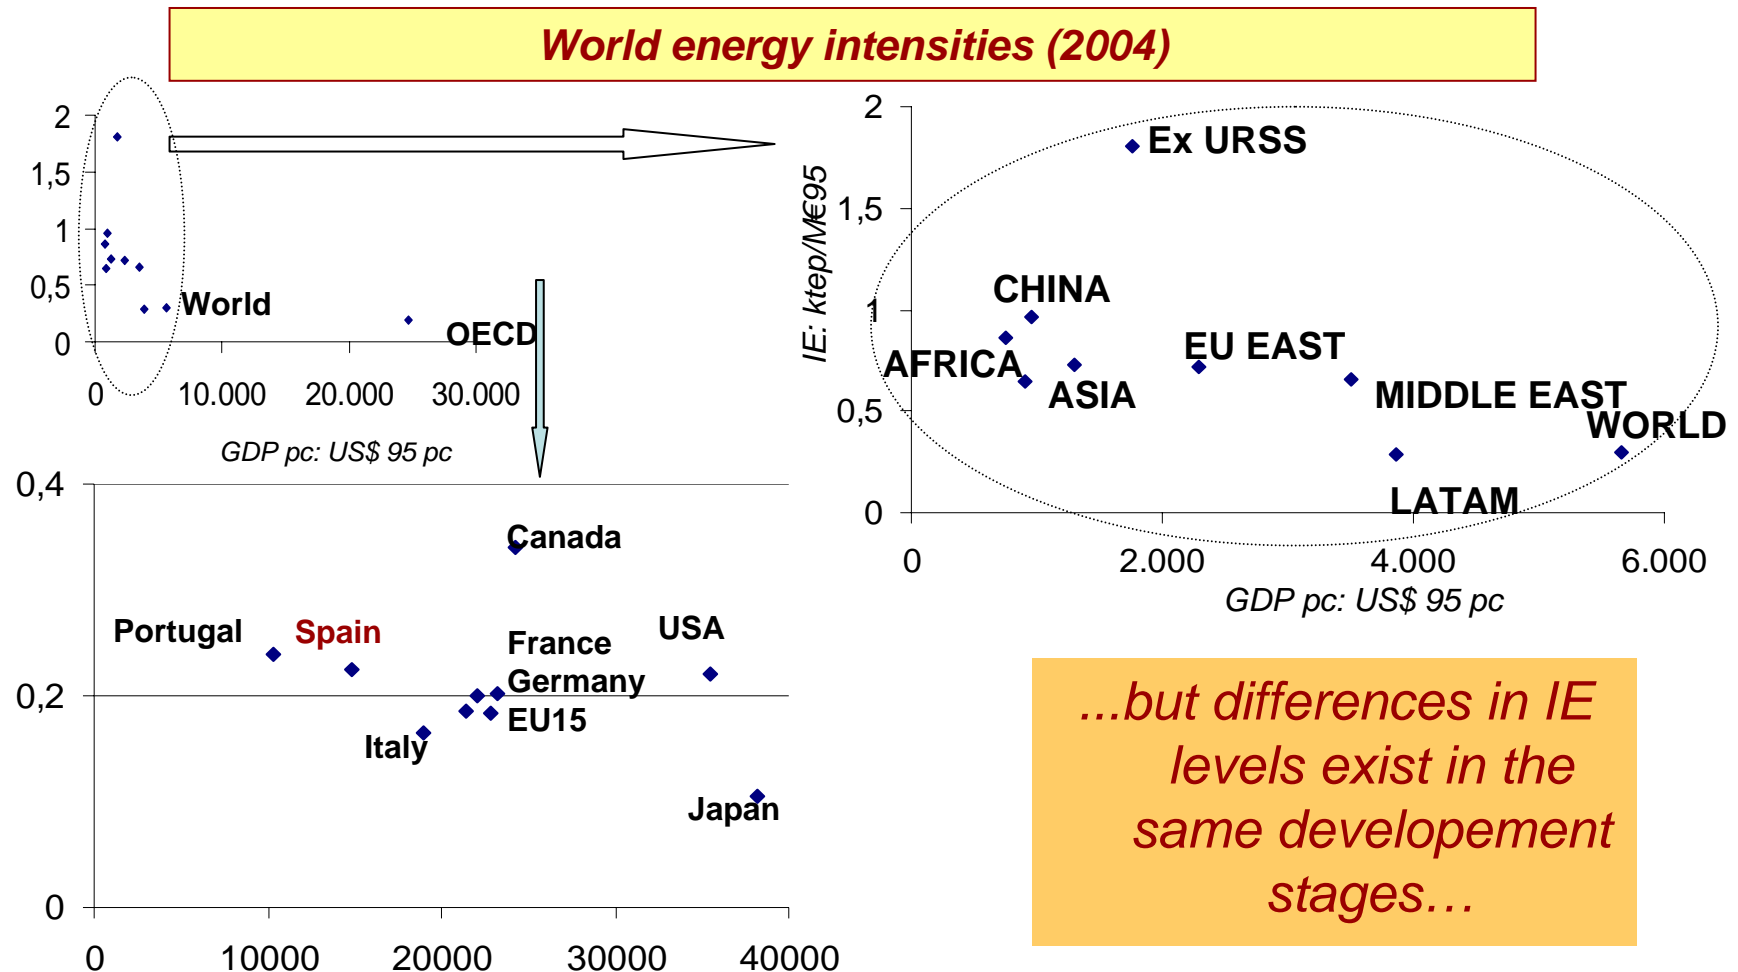 World energy intensities (2004)
2
1,5
1
0,5
0
World
OECD
0 10.000 20.000 30.000
GDP pc: US$ 95 pc
IE: ktep/M€95
2
1,5
1
0,5
0
Ex URSS
CHINA
EU EAST
AFRICA
ASIA
MIDDLE EAST
WORLD
LATAM
0 2.000 4.000 6.000
GDP pc: US$ 95 pc
0,4
0,2
0
Canada
Portugal Spain
USA
France
Germany
EU15
Italy
Japan
0 10000 20000 30000 40000
...but differences in IE
levels exist in the
same developement
stages…